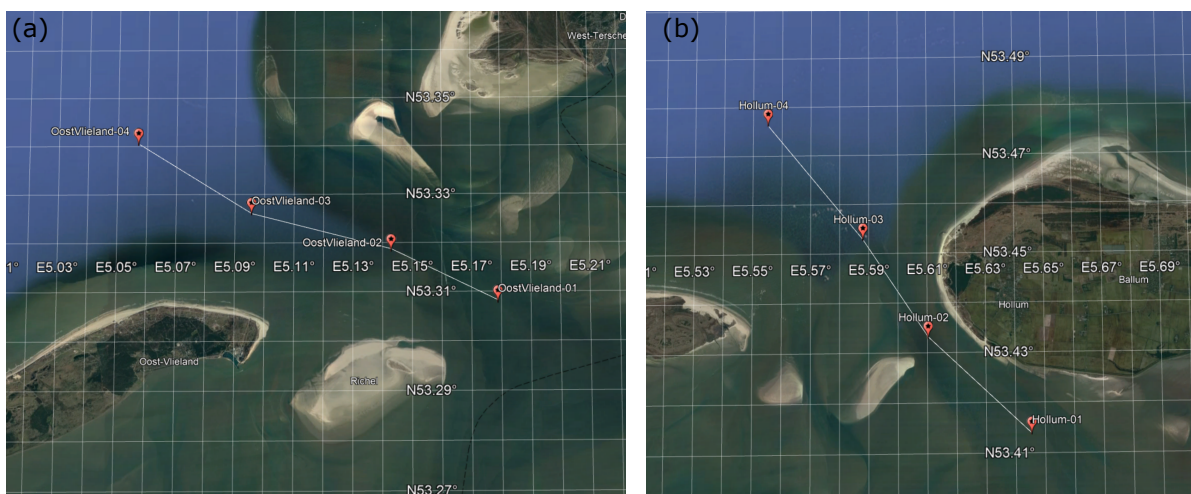 (a)
D
West-Tersche
N53.35°
OostVlieland-04
N53.33°
OostVlieland-03
OostVlieland-02
1° E5.03° E5.05° E5.07° E5.09° E5.11° E5.13° E5.15° E5.17° E5.19° E5.21°
N53.31°
OostVlieland-01
Oost-Vlieland
Richel
N53.29°
N53.27°
(b)
N53.49°
Hollum-04
N53.47°
Hollum-03
N53.45°
1° E5.53° E5.55° E5.57° E5.59° E5.61° E5.63° E5.65° E5.67° E5.69°
Ballum
Hollum
Hollum-02
N53.43°
Hollum-01
N53.41°